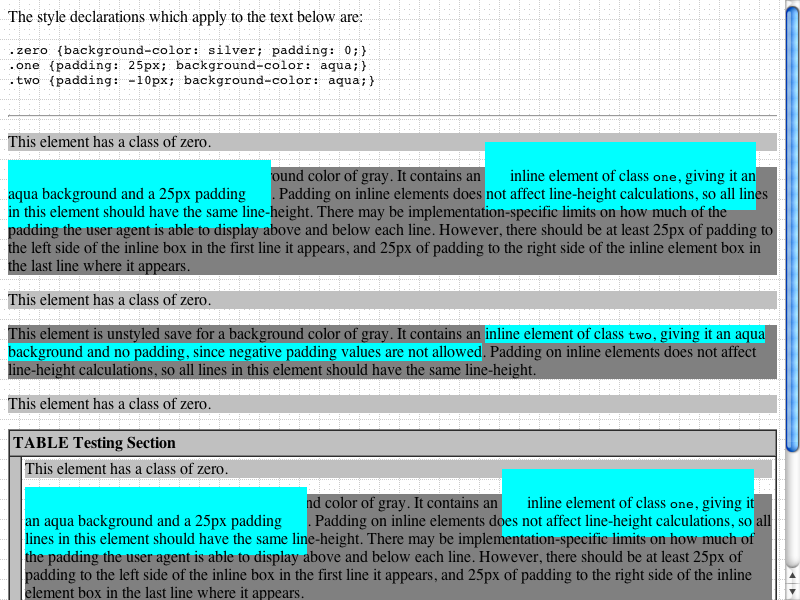 The style declarations which apply to the text below are:
.zero {background-color: silver; padding: 0;}
.one {padding: 25px; background-color: aqua;}
.two {padding: -10px; background-color: aqua;}
This element has a class of zero.
ound color of gray. It contains an inline element of class one, giving it an
aqua background and a 25px padding. Padding on inline elements does not affect line-height calculations, so all lines
in this element should have the same line-height. There may be implementation-specific limits on how much of the
padding the user agent is able to display above and below each line. However, there should be at least 25px of padding to
the left side of the inline box in the first line it appears, and 25px of padding to the right side of the inline element box in
the last line where it appears.
This element has a class of zero.
This element is unstyled save for a background color of gray. It contains an inline element of class two, giving it an aqua
background and no padding, since negative padding values are not allowed. Padding on inline elements does not affect
line-height calculations, so all lines in this element should have the same line-height.
This element has a class of zero.
TABLE Testing Section
This element has a class of zero.
nd color of gray. It contains an inline element of class one, giving it
an aqua background and a 25px padding. Padding on inline elements does not affect line-height calculations, so all
lines in this element should have the same line-height. There may be implementation-specific limits on how much of
the padding the user agent is able to display above and below each line. However, there should be at least 25px of
padding to the left side of the inline box in the first line it appears, and 25px of padding to the right side of the inline
element box in the last line where it appears.